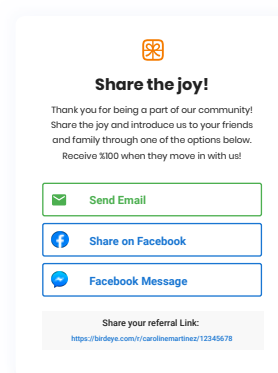 Share the joy!
Thank you for being a part of our community!
Share the joy and introduce us to your friends
and family through one of the options below.
Receive %100 when they move in with us!
Send Email
Share on Facebook
Facebook Message
Share your referral Link:
https://birdeye.com/r/carolinemartinez/12345678